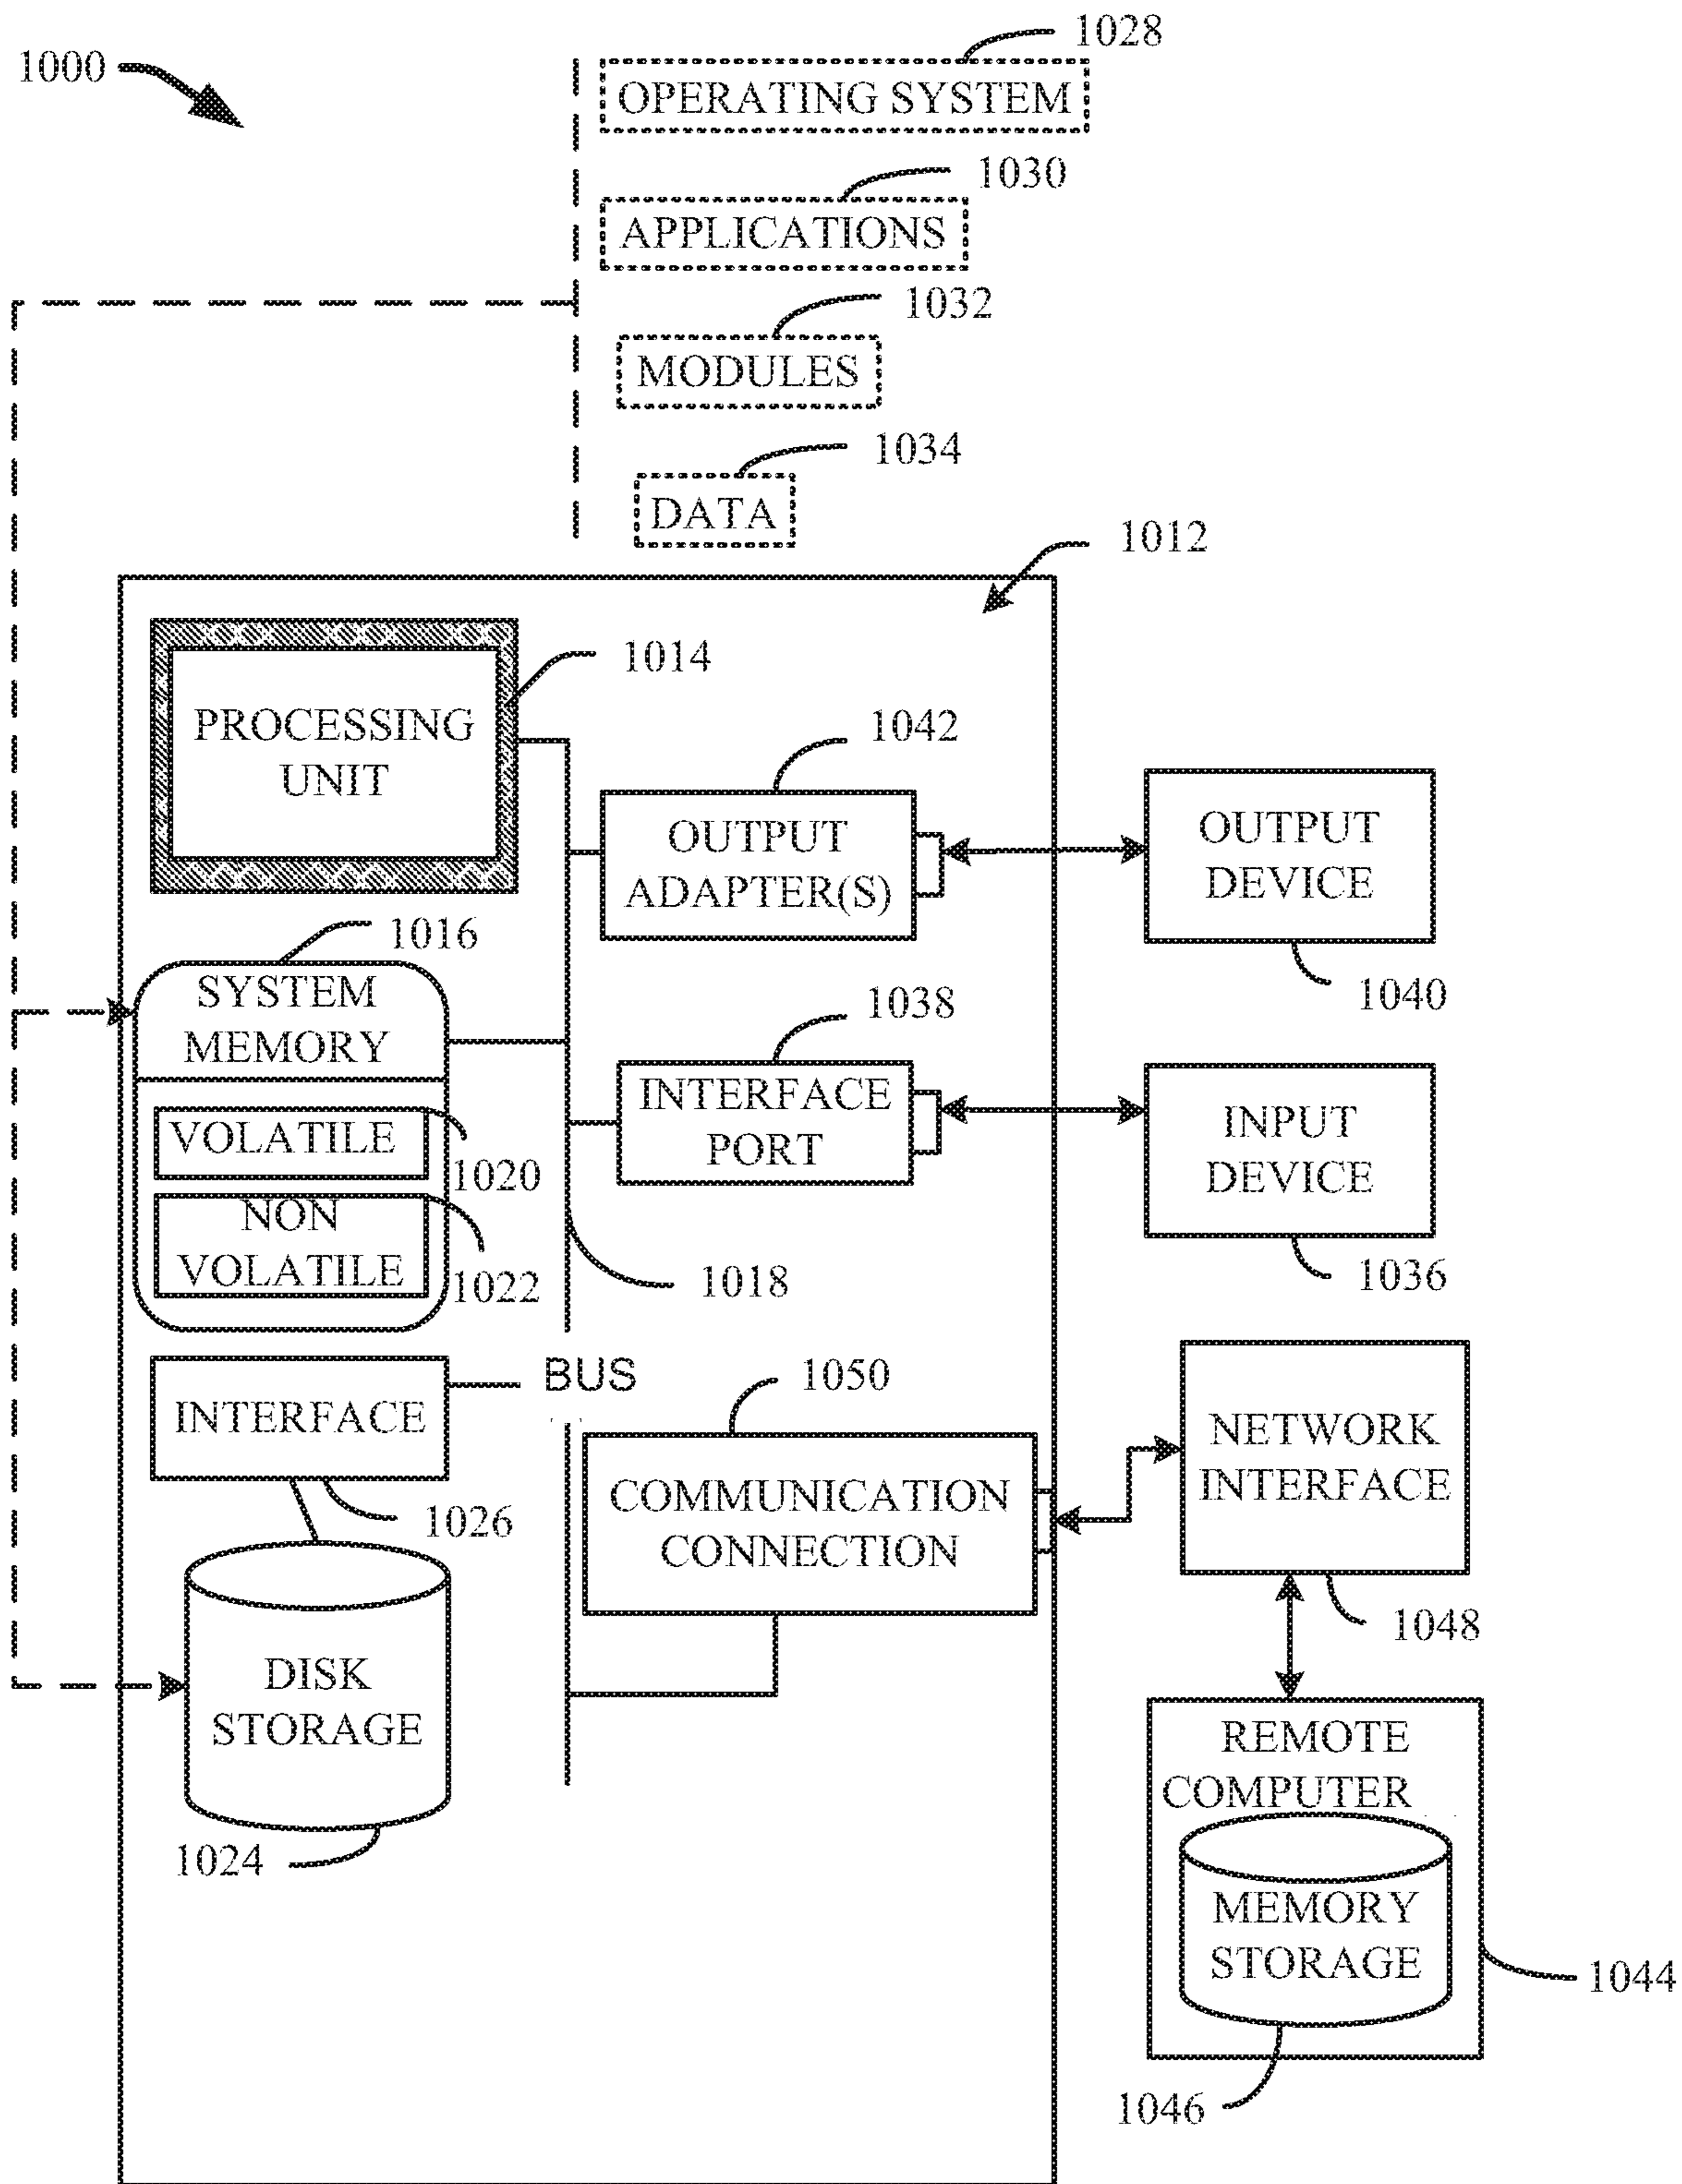 1028
1000
OPERATING SYSTEM
1030
APPLICATIONS
1032
MODULES
1034
DATA
1012
1014
PROCESSING
UNIT
1042
OUTPUT
ADAPTER(S)
OUTPUT
DEVICE
1040
1016
SYSTEM
MEMORY
1038
INTERFACE
PORT
INPUT
DEVICE
1036
VOLATILE
1020
NON
VOLATILE
1022
1018
BUS
INTERFACE
1026
1050
COMMUNICATION
CONNECTION
NETWORK
INTERFACE
1048
DISK
STORAGE
1024
REMOTE
COMPUTER
MEMORY
STORAGE
1044
1046